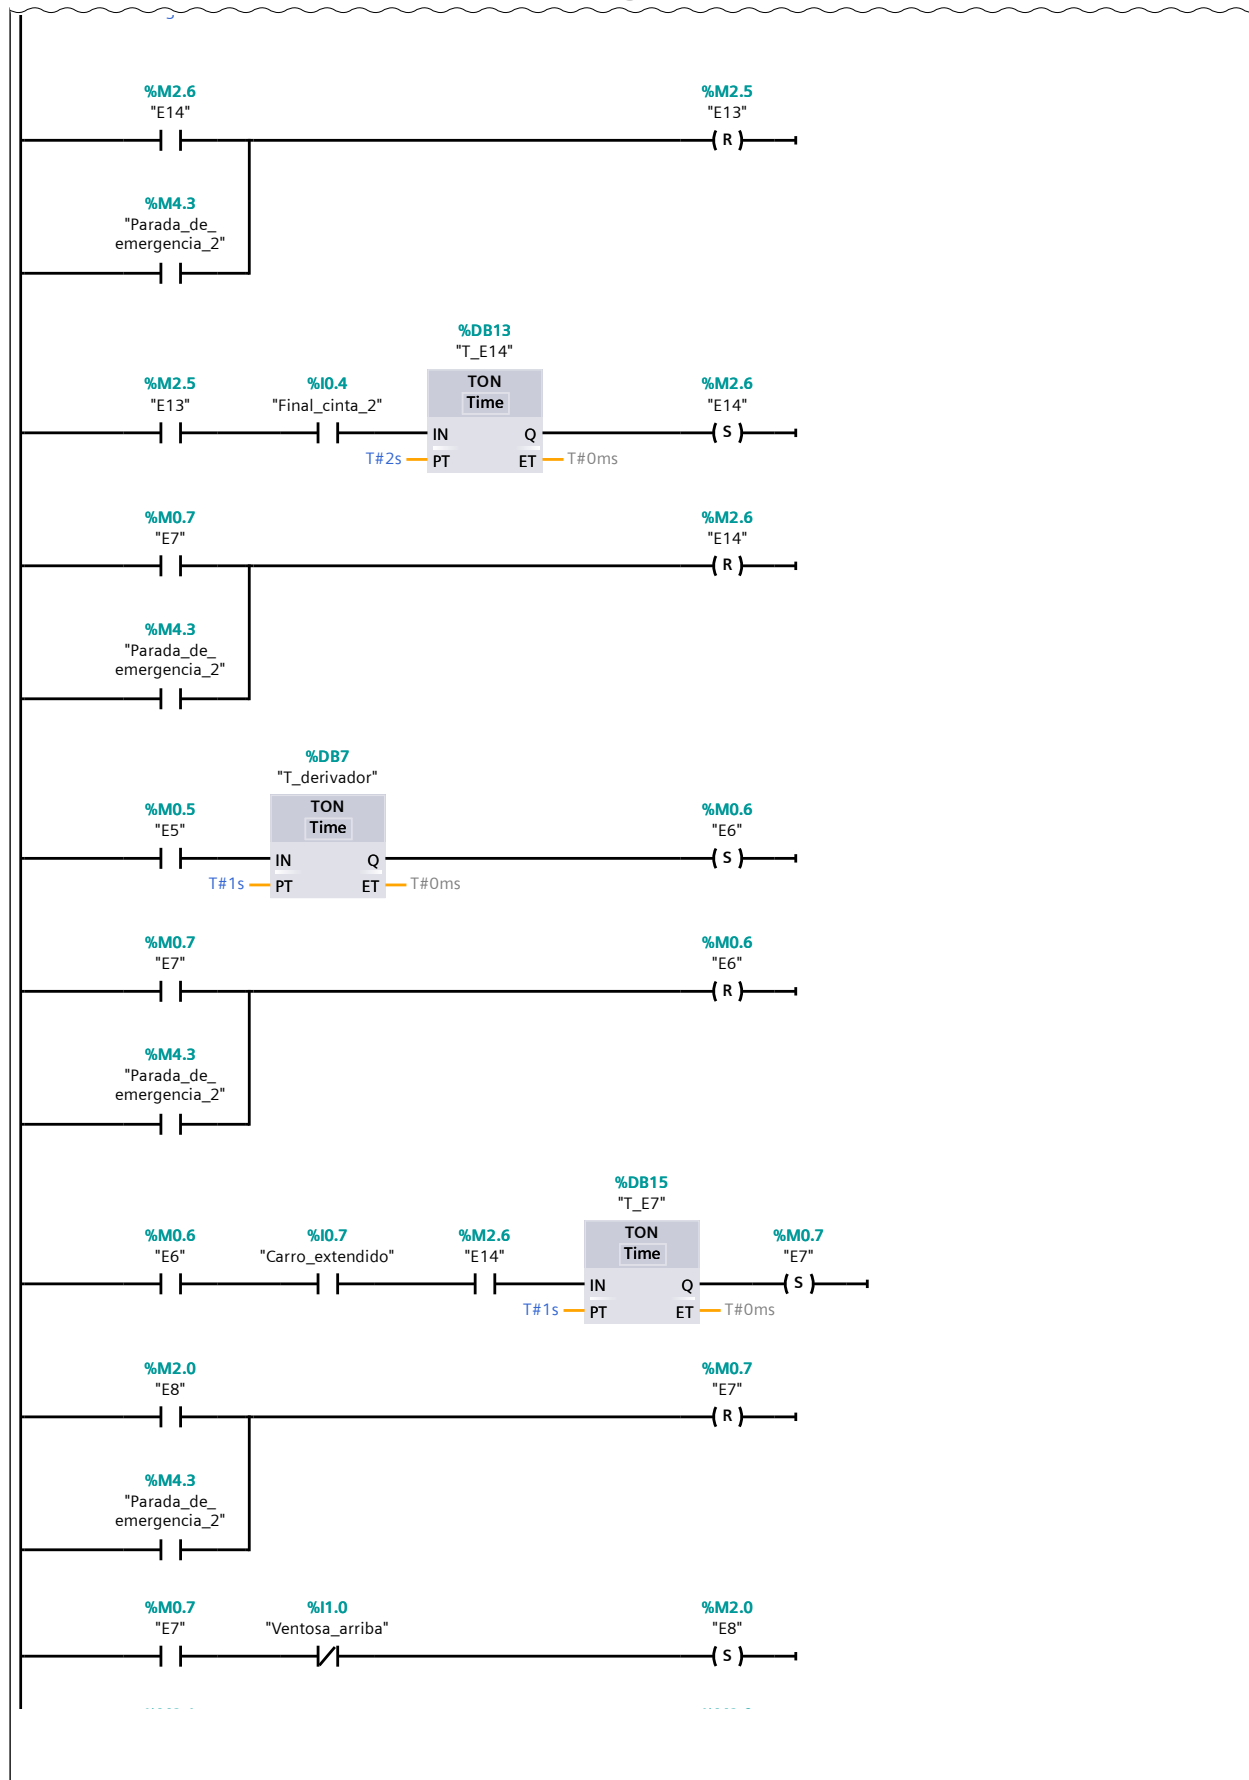 %M2.6 %M2.5
"E14" "E13"
( R )
%M4.3
"Parada_de_
emergencia_2"
%DB13
"T_E14"
%M2.5 %I0.4 TON %M2.6
"E13" "Final_cinta_2" Time "E14"
IN Q ( S )
T#2s PT ET T#0ms
%M0.7 %M2.6
"E7" "E14"
( R )
%M4.3
"Parada_de_
emergencia_2"
%DB7
"T_derivador"
%M0.5 TON %M0.6
"E5" Time "E6"
IN Q ( S )
T#1s PT ET T#0ms
%M0.7 %M0.6
"E7" "E6"
( R )
%M4.3
"Parada_de_
emergencia_2"
%DB15
"T_E7"
%M0.6 %I0.7 %M2.6 TON %M0.7
"E6" "Carro_extendido" "E14" Time "E7"
IN Q ( S )
T#1s PT ET T#0ms
%M2.0 %M0.7
"E8" "E7"
( R )
%M4.3
"Parada_de_
emergencia_2"
%M0.7 %I1.0 %M2.0
"E7" "Ventosa_arriba" "E8"
( S )